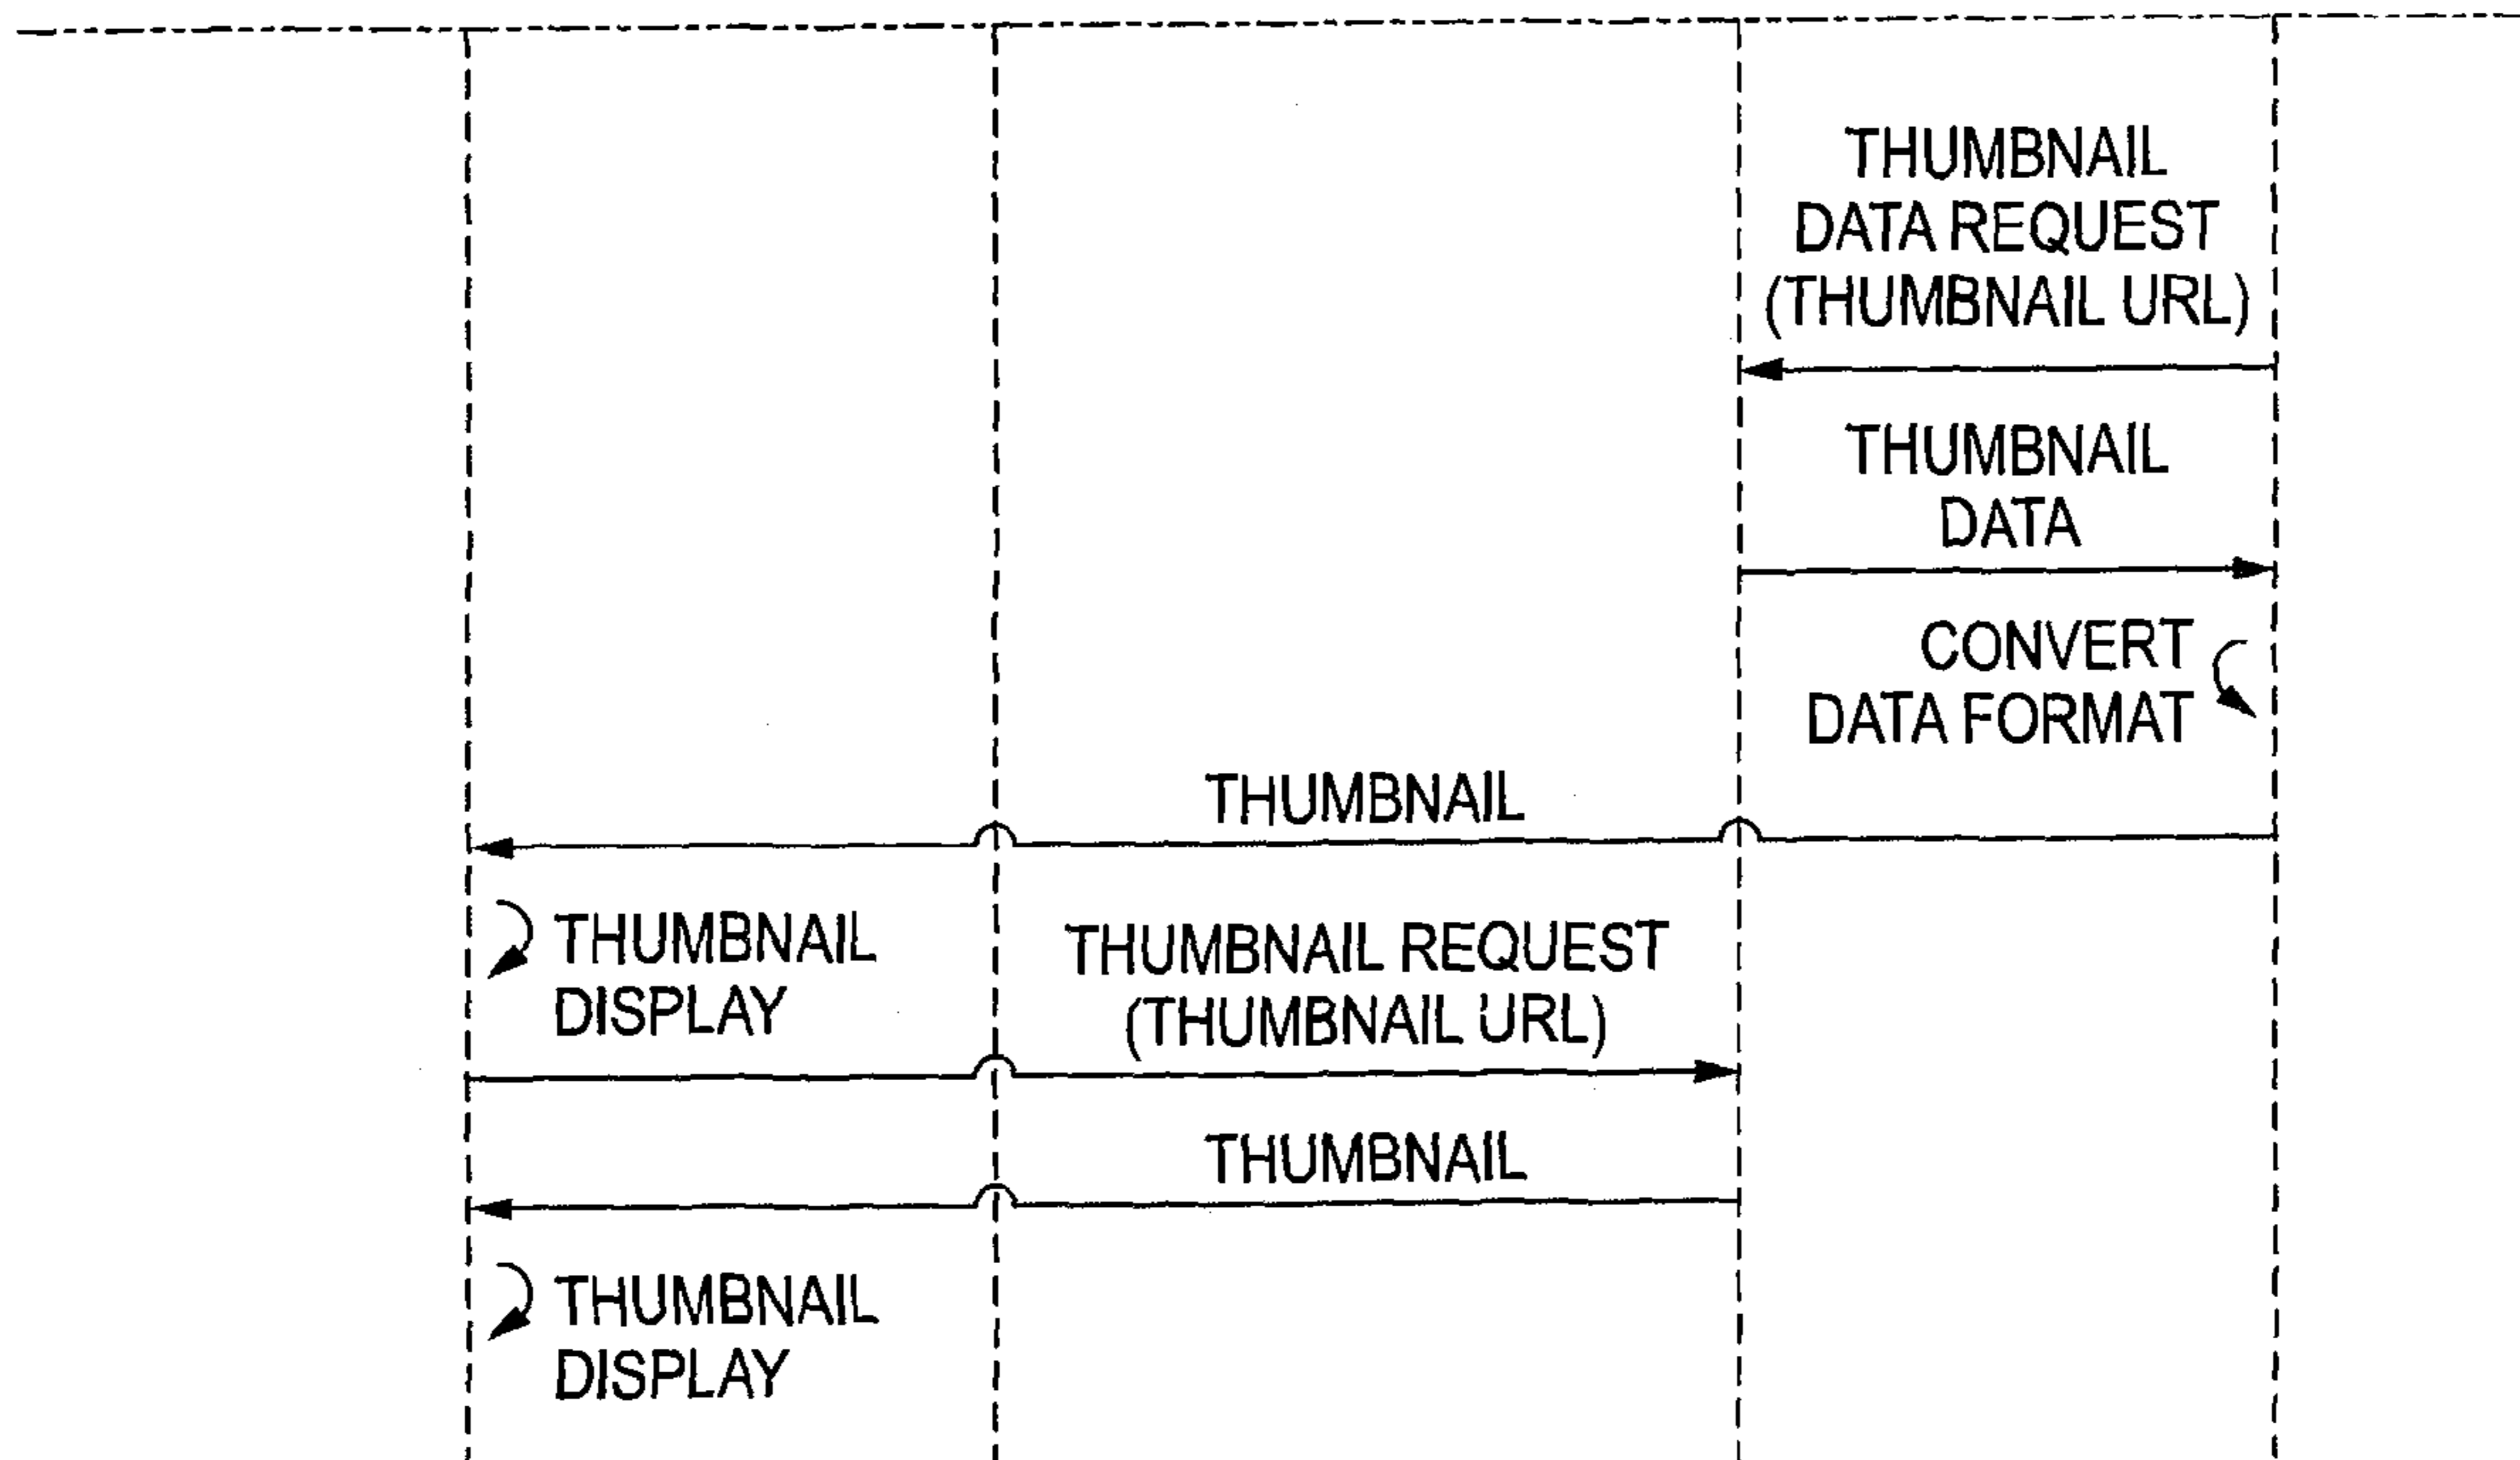 THUMBNAIL
DATA REQUEST
(THUMBNAIL URL)
THUMBNAIL
DATA
CONVERT
DATA FORMAT
THUMBNAIL
THUMBNAIL
DISPLAY
THUMBNAIL REQUEST
(THUMBNAIL URL)
THUMBNAIL
THUMBNAIL
DISPLAY